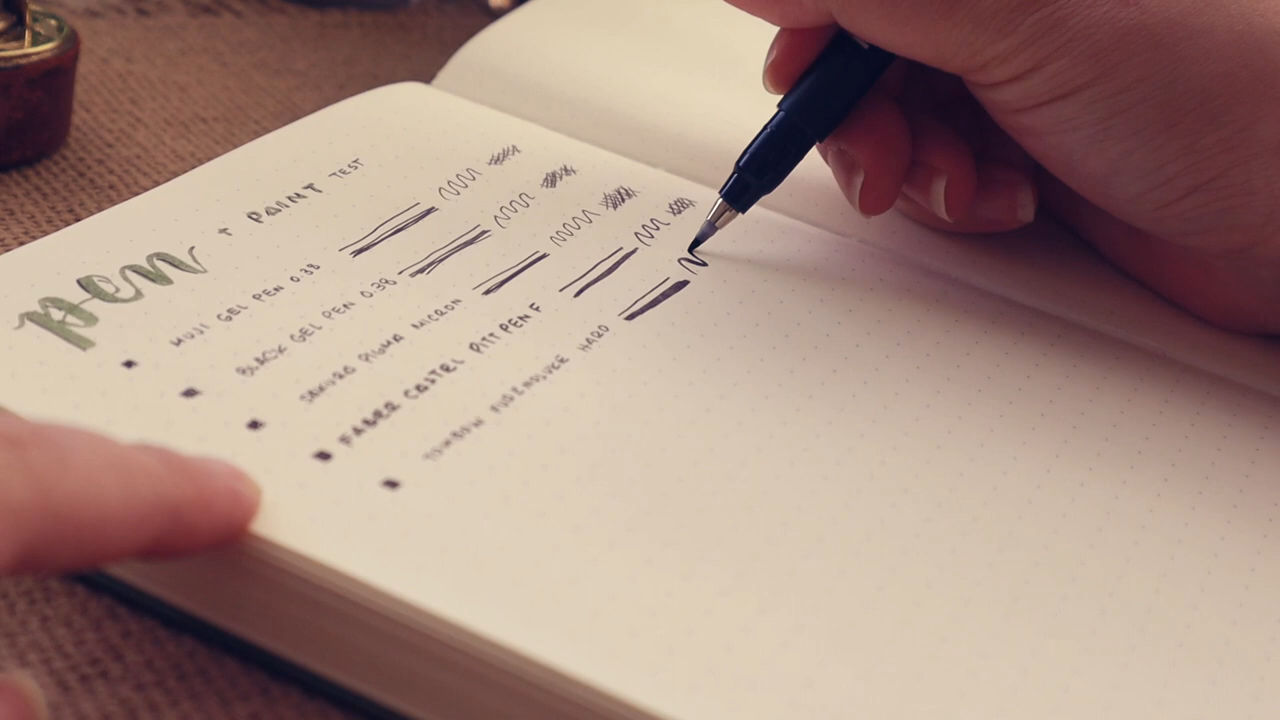 pen + PAINT TEST
MUJI GEL PEN 0.38
BLACK GEL PEN 0.38
SAKURA PIGMA MICRON
FABER CASTEL PITT PEN F
TOMBOW FUDENOSUKE HARD